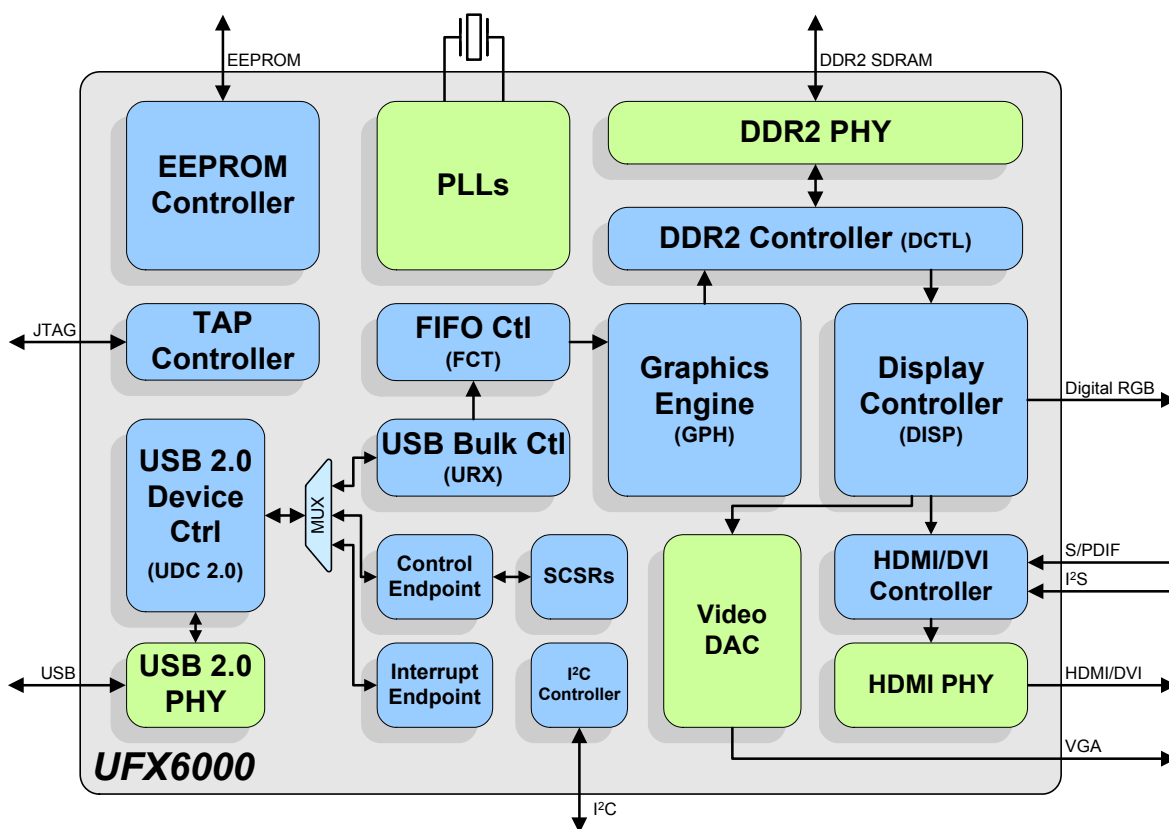 EEPROM
DDR2 SDRAM
EEPROM
Controller
PLLs
DDR2 PHY
DDR2 Controller (DCTL)
JTAG
TAP
Controller
FIFO Ctl
(FCT)
Graphics
Engine
(GPH)
Display
Controller
(DISP)
Digital RGB
USB 2.0
Device
Ctrl
(UDC 2.0)
MUX
USB Bulk Ctl
(URX)
Control
Endpoint
SCSRs
Video
DAC
HDMI/DVI
Controller
S/PDIF
I²S
USB
USB 2.0
PHY
Interrupt
Endpoint
I²C
Controller
HDMI PHY
HDMI/DVI
VGA
UFX6000
I²C